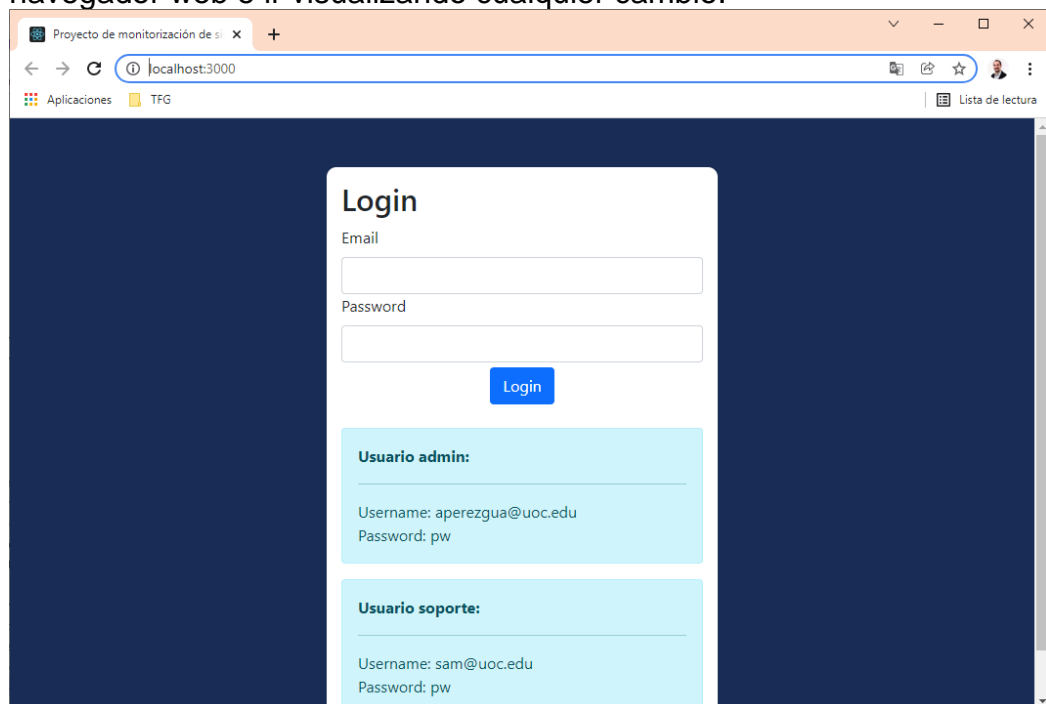 navegador web e ir visualizando cualquier cambio.
Proyecto de monitorización de si
localhost:3000
Aplicaciones TFG Lista de lectura
Login
Email
Password
Login
Usuario admin:
Username: aperezgua@uoc.edu
Password: pw
Usuario soporte:
Username: sam@uoc.edu
Password: pw